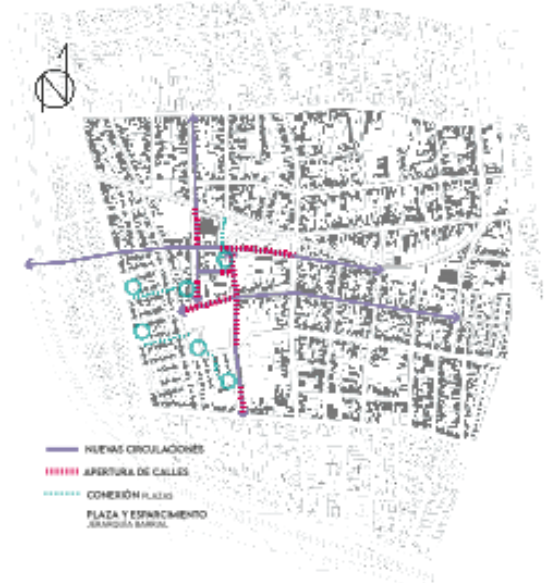 N
NUEVAS CIRCULACIONES
APERTURA DE CALLES
CONEXIÓN PLAZAS
PLAZA Y ESPARCIMIENTO
JERARQUÍA BARRIAL